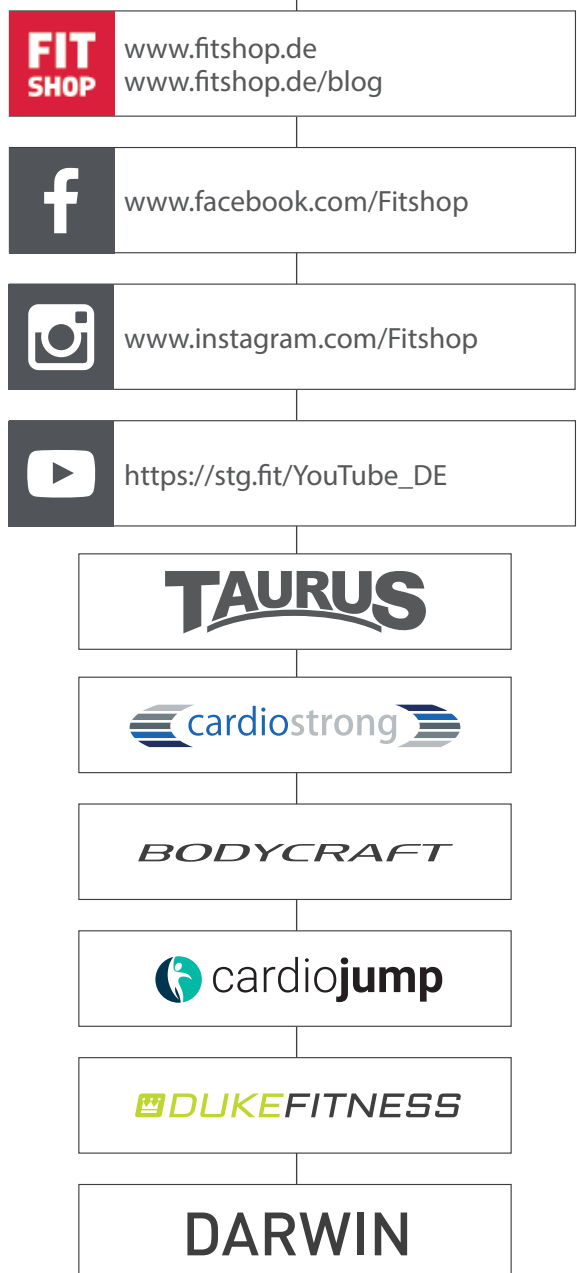 FIT
SHOP
www.fitshop.de
www.fitshop.de/blog
www.facebook.com/Fitshop
www.instagram.com/Fitshop
https://stg.fit/YouTube_DE
TAURUS
cardiostrong
BODYCRAFT
cardiojump
DUKEFITNESS
DARWIN